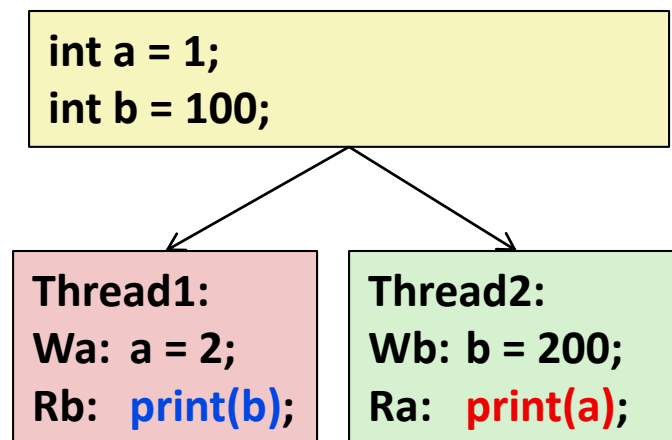 int a = 1;
int b = 100;
Thread1:
Wa: a = 2;
Rb: print(b);
Thread2:
Wb: b = 200;
Ra: print(a);